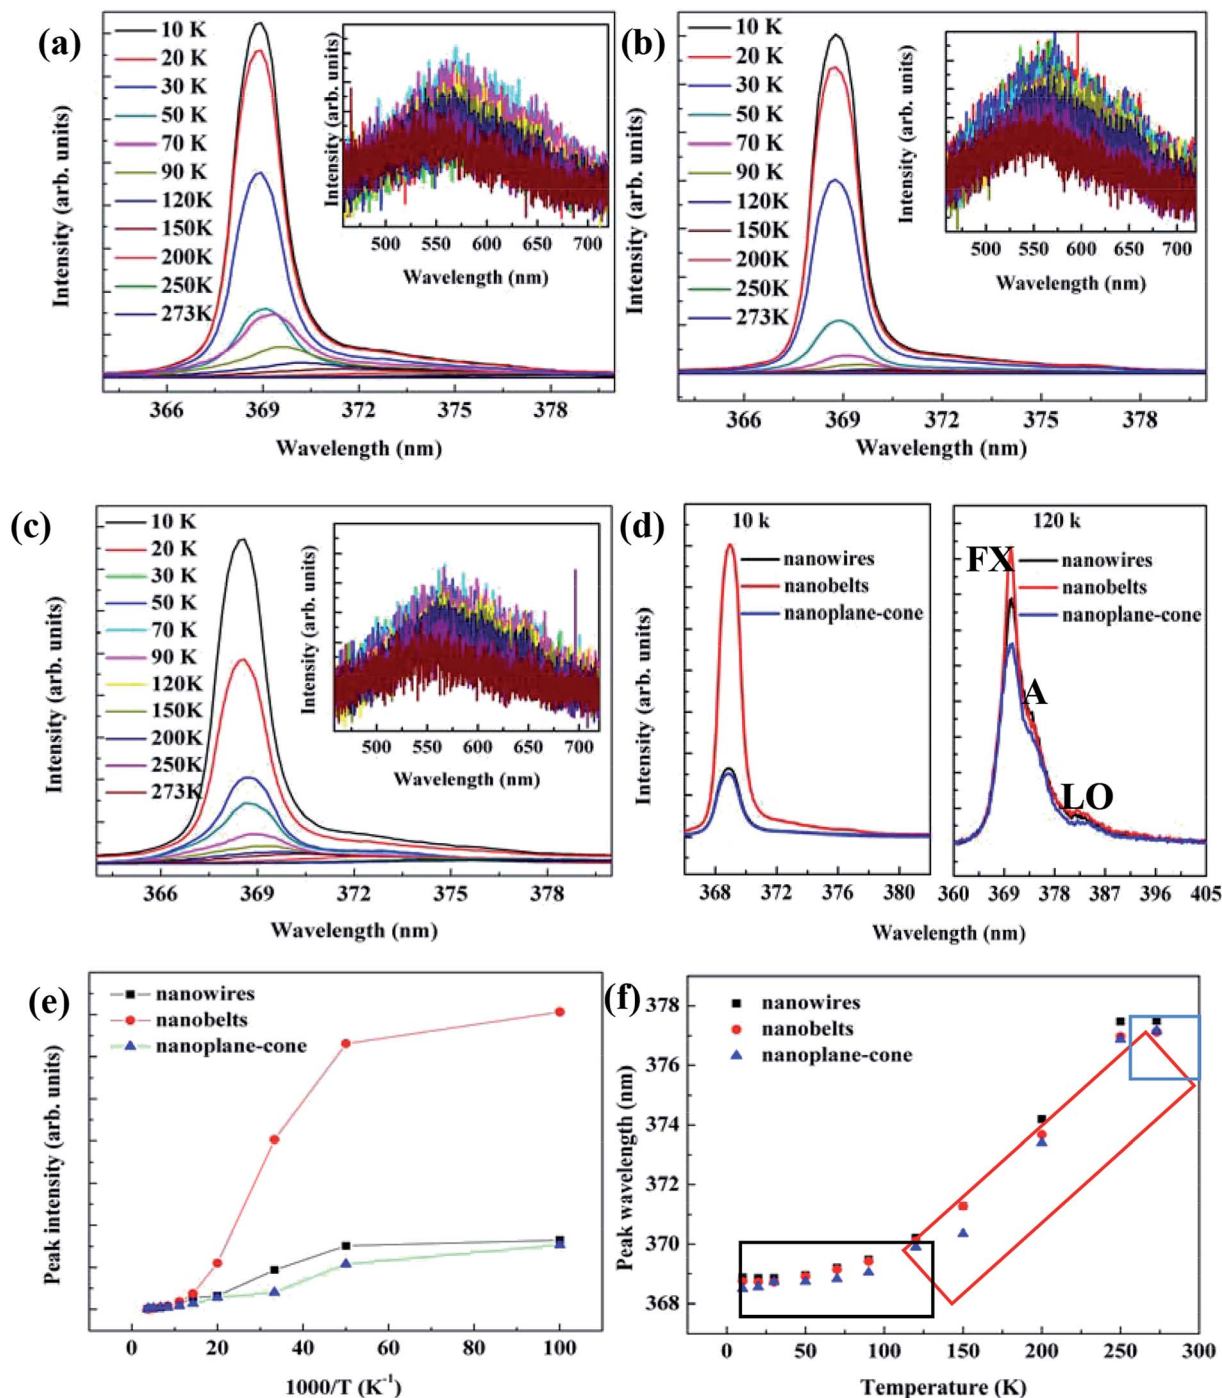 (a)
10 K
20 K
30 K
50 K
70 K
90 K
120K
150K
200K
250K
273K
Intensity (arb. units)
500 550 600 650 700
Wavelength (nm)
Intensity (arb. units)
366 369 372 375 378
Wavelength (nm)
(b)
10 K
20 K
30 K
50 K
70 K
90 K
120K
150K
200K
250K
273K
Intensity (arb. units)
500 550 600 650 700
Wavelength (nm)
Intensity (arb. units)
366 369 372 375 378
Wavelength (nm)
(c)
10 K
20 K
30 K
50 K
70 K
90 K
120K
150K
200K
250K
273K
Intensity (arb. units)
500 550 600 650 700
Wavelength (nm)
Intensity (arb. units)
366 369 372 375 378
Wavelength (nm)
(d)
10 k
nanowires
nanobelts
nanoplane-cone
Intensity (arb. units)
368 372 376 380
120 k
FX
nanowires
nanobelts
nanoplane-cone
A
LO
360 369 378 387 396 405
Wavelength (nm)
(e)
nanowires
nanobelts
nanoplane-cone
Peak intensity (arb. units)
0 20 40 60 80 100
1000/T (K⁻¹)
(f)
nanowires
nanobelts
nanoplane-cone
Peak wavelength (nm)
378
376
374
372
370
368
0 50 100 150 200 250 300
Temperature (K)